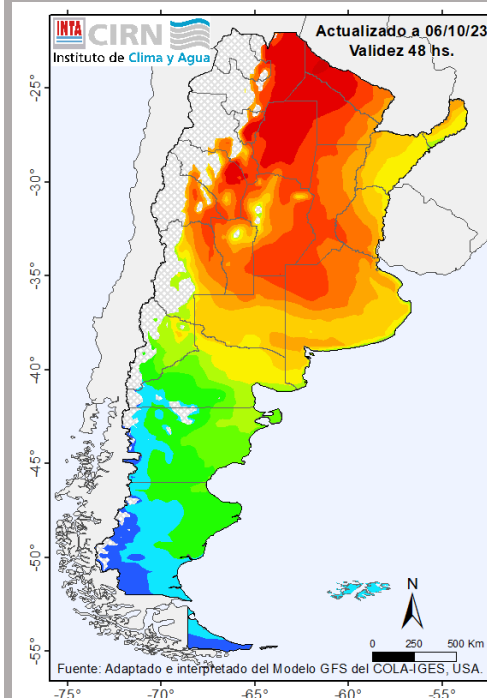 INTA CIRN
Instituto de Clima y Agua
Actualizado a 06/10/23
Validez 48 hs.
-25°
-30°
-35°
-40°
-45°
-50°
-55°
N
0 250 500 Km
Fuente: Adaptado e interpretado del Modelo GFS del COLA-IGES, USA.
-75° -70° -65° -60° -55°